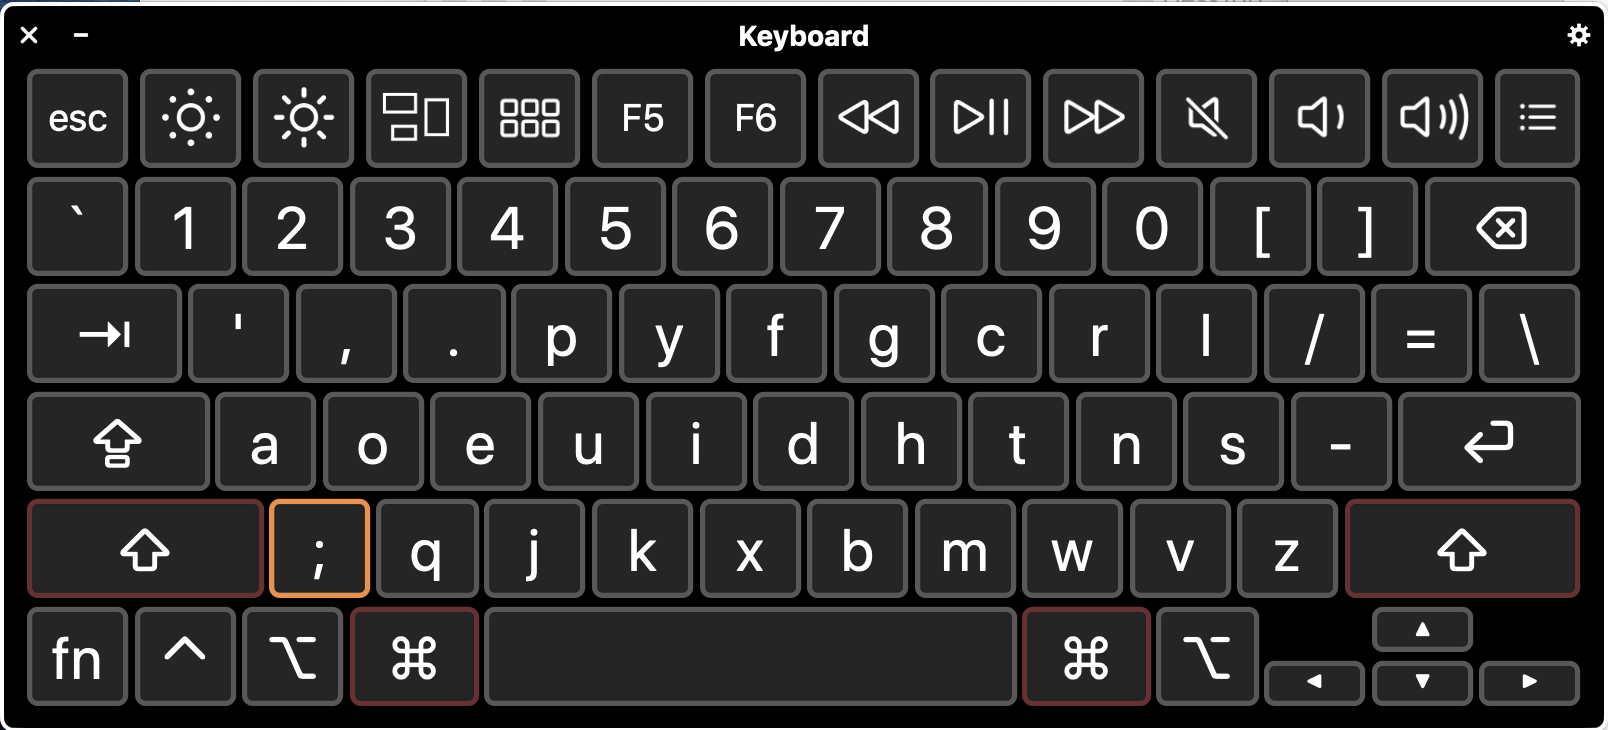 Keyboard
esc F5 F6
` 1 2 3 4 5 6 7 8 9 0 [ ]
' , . p y f g c r l / = \
a o e u i d h t n s -
; q j k x b m w v z
fn ⌘ ⌘